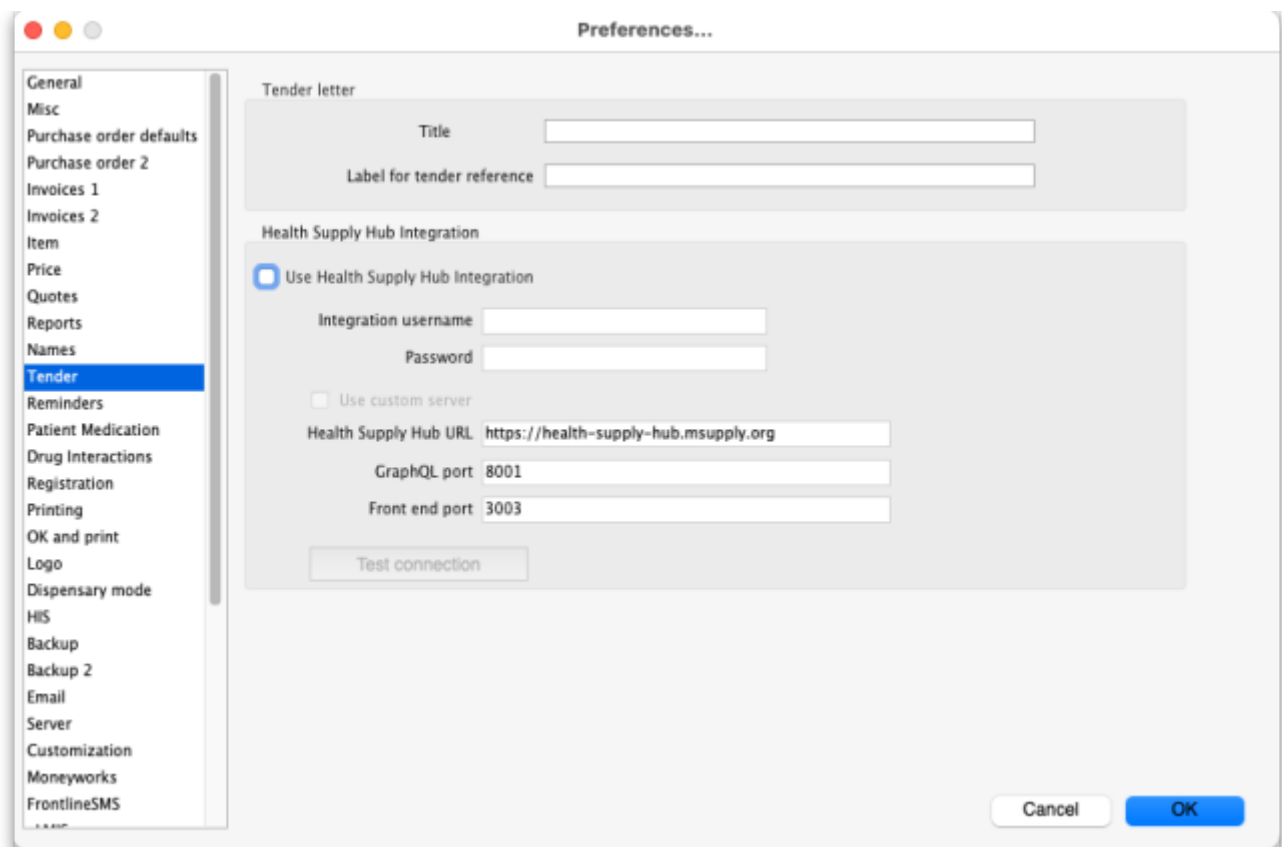 Preferences...
General
Misc
Purchase order defaults
Purchase order 2
Invoices 1
Invoices 2
Item
Price
Quotes
Reports
Names
Tender
Reminders
Patient Medication
Drug Interactions
Registration
Printing
OK and print
Logo
Dispensary mode
HIS
Backup
Backup 2
Email
Server
Customization
Moneyworks
FrontlineSMS
Tender letter
Title
Label for tender reference
Health Supply Hub Integration
Use Health Supply Hub Integration
Integration username
Password
Use custom server
Health Supply Hub URL https://health-supply-hub.msupply.org
GraphQL port 8001
Front end port 3003
Test connection
Cancel OK